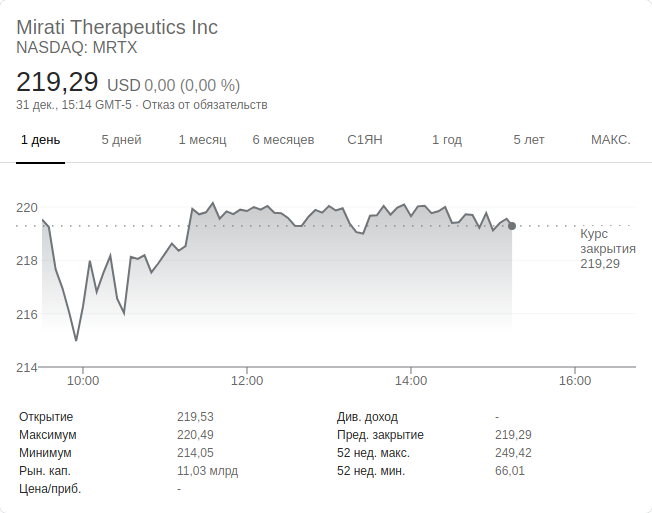 Mirati Therapeutics Inc
NASDAQ: MRTX
219,29 USD 0,00 (0,00 %)
31 дек., 15:14 GMT-5 · Отказ от обязательств
1 день 5 дней 1 месяц 6 месяцев С1ЯН 1 год 5 лет МАКС.
220
218
216
214
Курс
закрытия
219,29
10:00 12:00 14:00 16:00
Открытие 219,53 Див. доход -
Максимум 220,49 Пред. закрытие 219,29
Минимум 214,05 52 нед. макс. 249,42
Рын. кап. 11,03 млрд 52 нед. мин. 66,01
Цена/приб. -